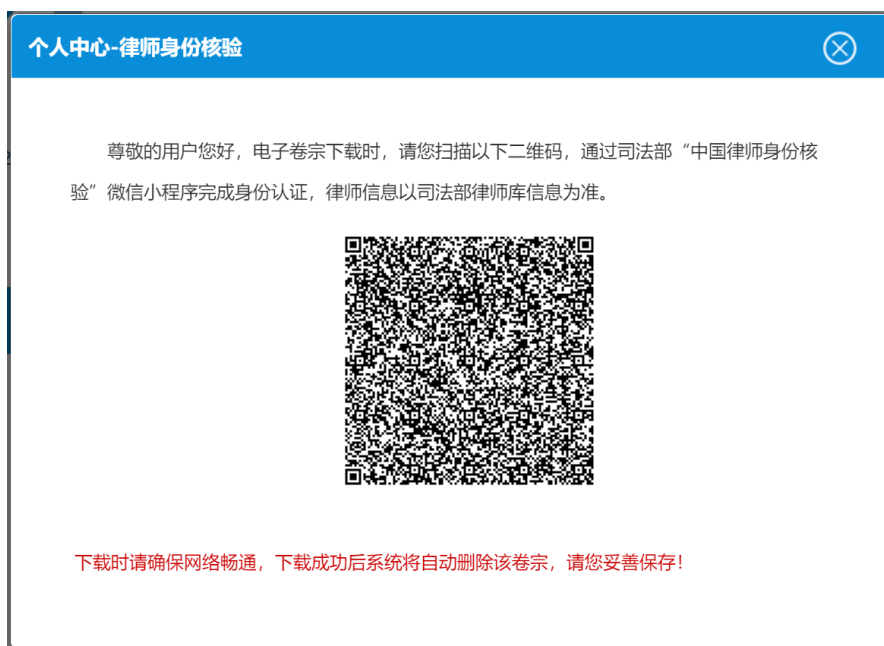 个人中心-律师身份核验
尊敬的用户您好，电子卷宗下载时，请您扫描以下二维码，通过司法部“中国律师身份核
验”微信小程序完成身份认证，律师信息以司法部律师库信息为准。
下载时请确保网络畅通，下载成功后系统将自动删除该卷宗，请您妥善保存！